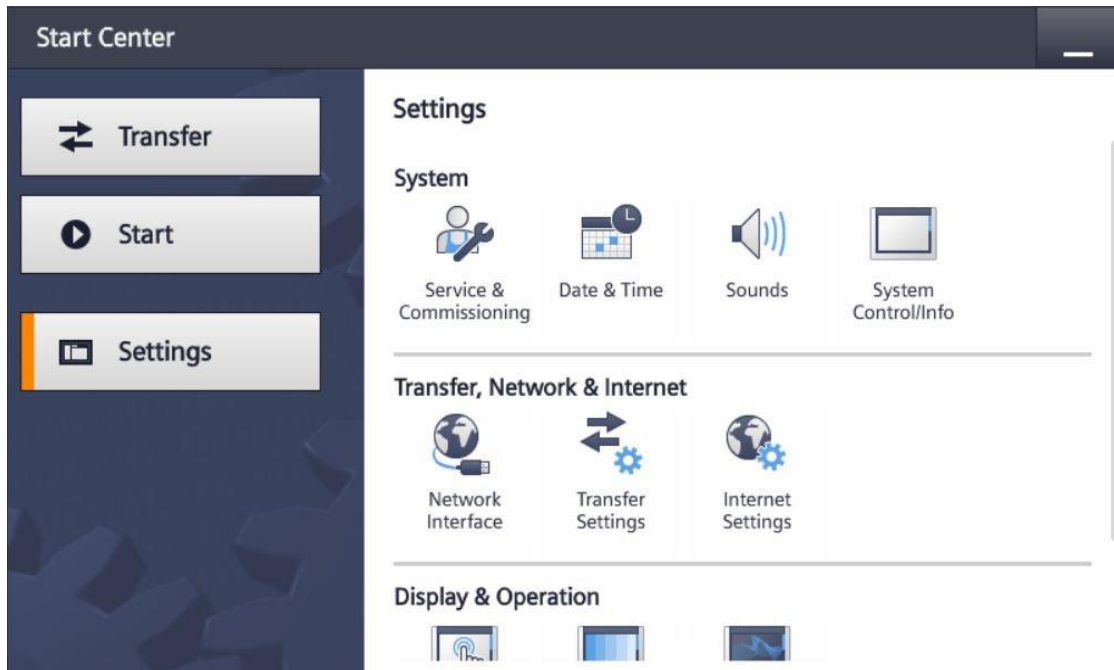 Start Center
Transfer
Start
Settings
Settings
System
Service &
Commissioning
Date & Time
Sounds
System
Control/Info
Transfer, Network & Internet
Network
Interface
Transfer
Settings
Internet
Settings
Display & Operation